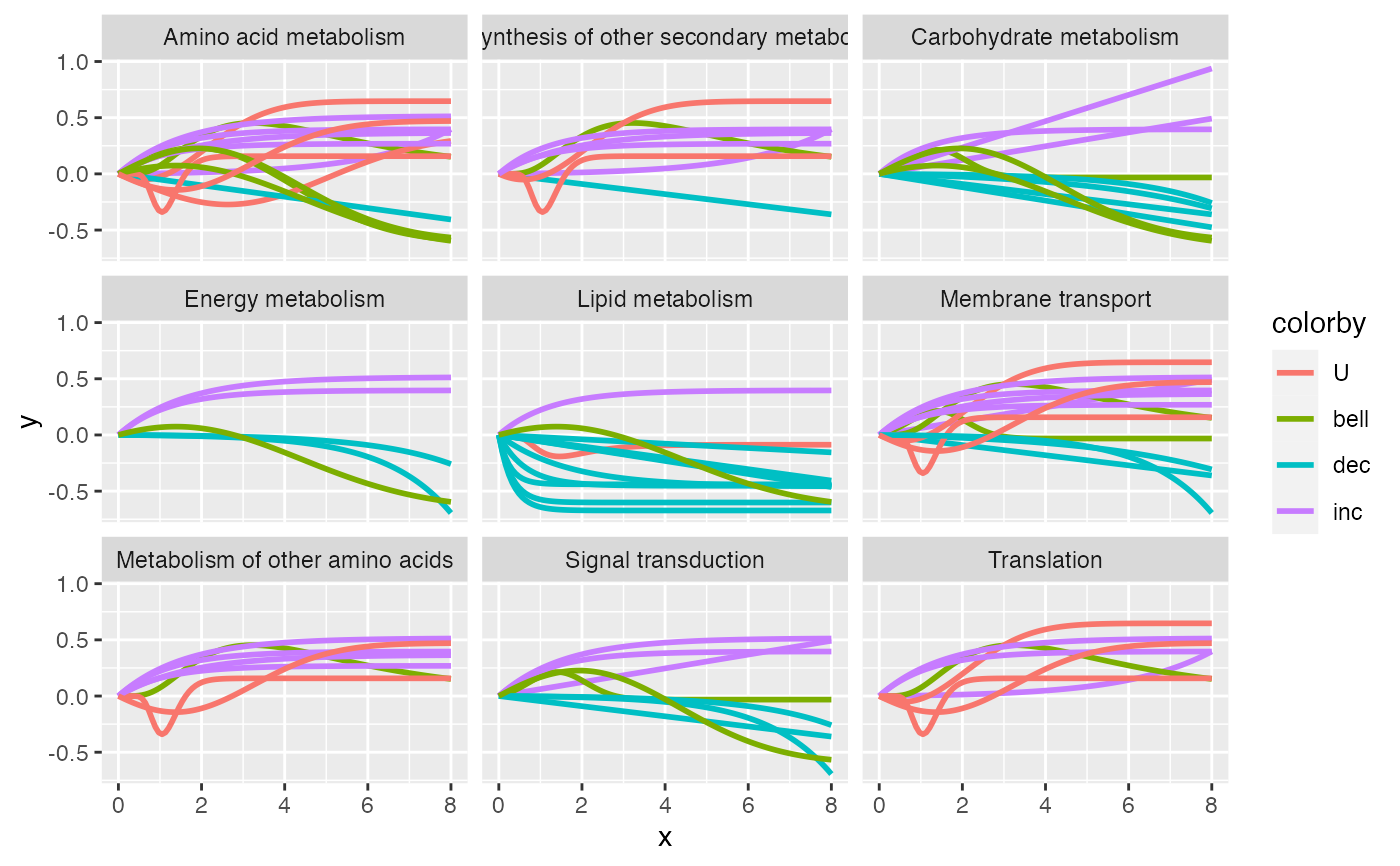 Amino acid metabolism
ynthesis of other secondary metabo
Carbohydrate metabolism
1.0
0.5
0.0
-0.5
Energy metabolism
Lipid metabolism
Membrane transport
1.0
0.5
0.0
-0.5
Metabolism of other amino acids
Signal transduction
Translation
1.0
0.5
0.0
-0.5
0 2 4 6 8
0 2 4 6 8
0 2 4 6 8
x
y
colorby
U
bell
dec
inc